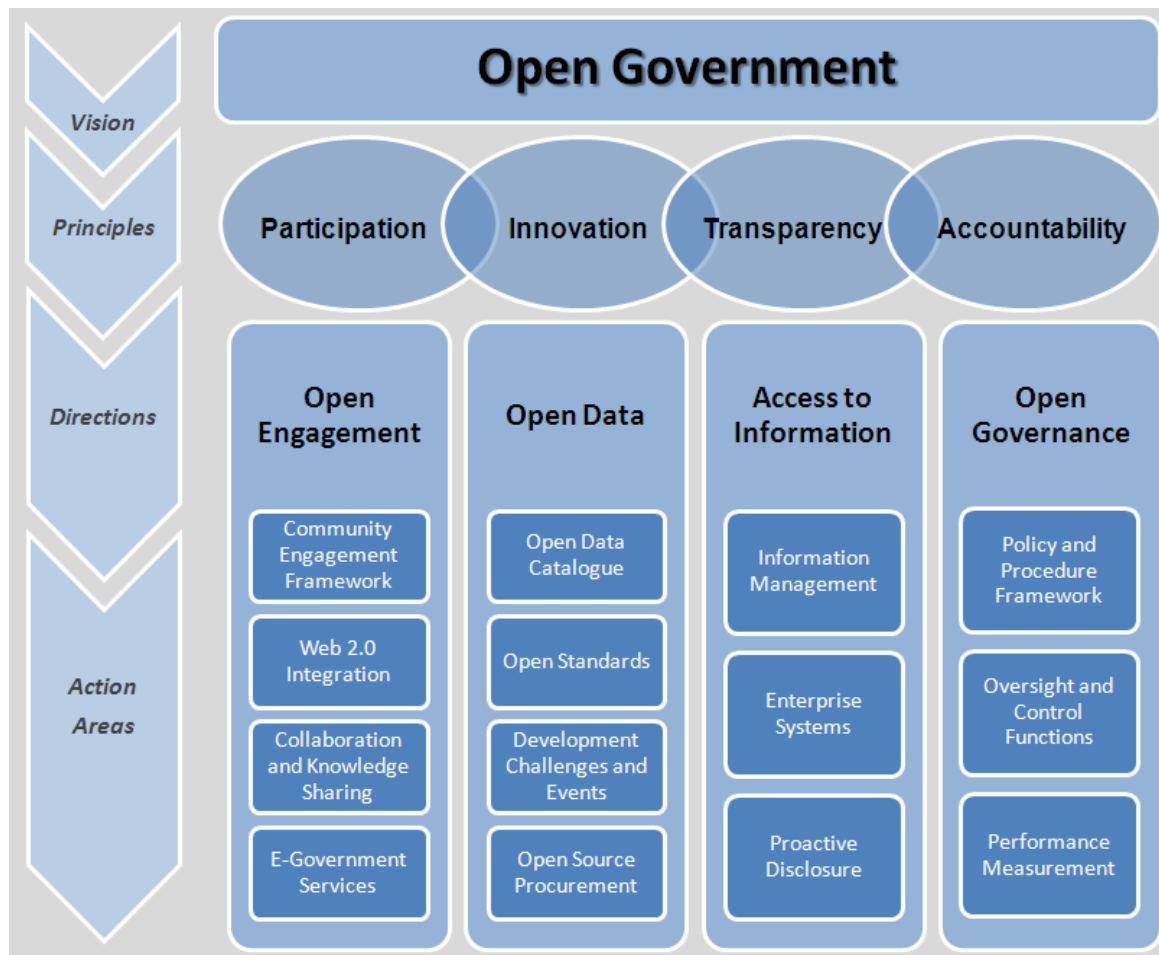 Open Government
Vision
Principles
Participation
Innovation
Transparency
Accountability
Directions
Open
Engagement
Open Data
Access to
Information
Open
Governance
Action
Areas
Community
Engagement
Framework
Web 2.0
Integration
Collaboration
and Knowledge
Sharing
E-Government
Services
Open Data
Catalogue
Open Standards
Development
Challenges and
Events
Open Source
Procurement
Information
Management
Enterprise
Systems
Proactive
Disclosure
Policy and
Procedure
Framework
Oversight and
Control
Functions
Performance
Measurement